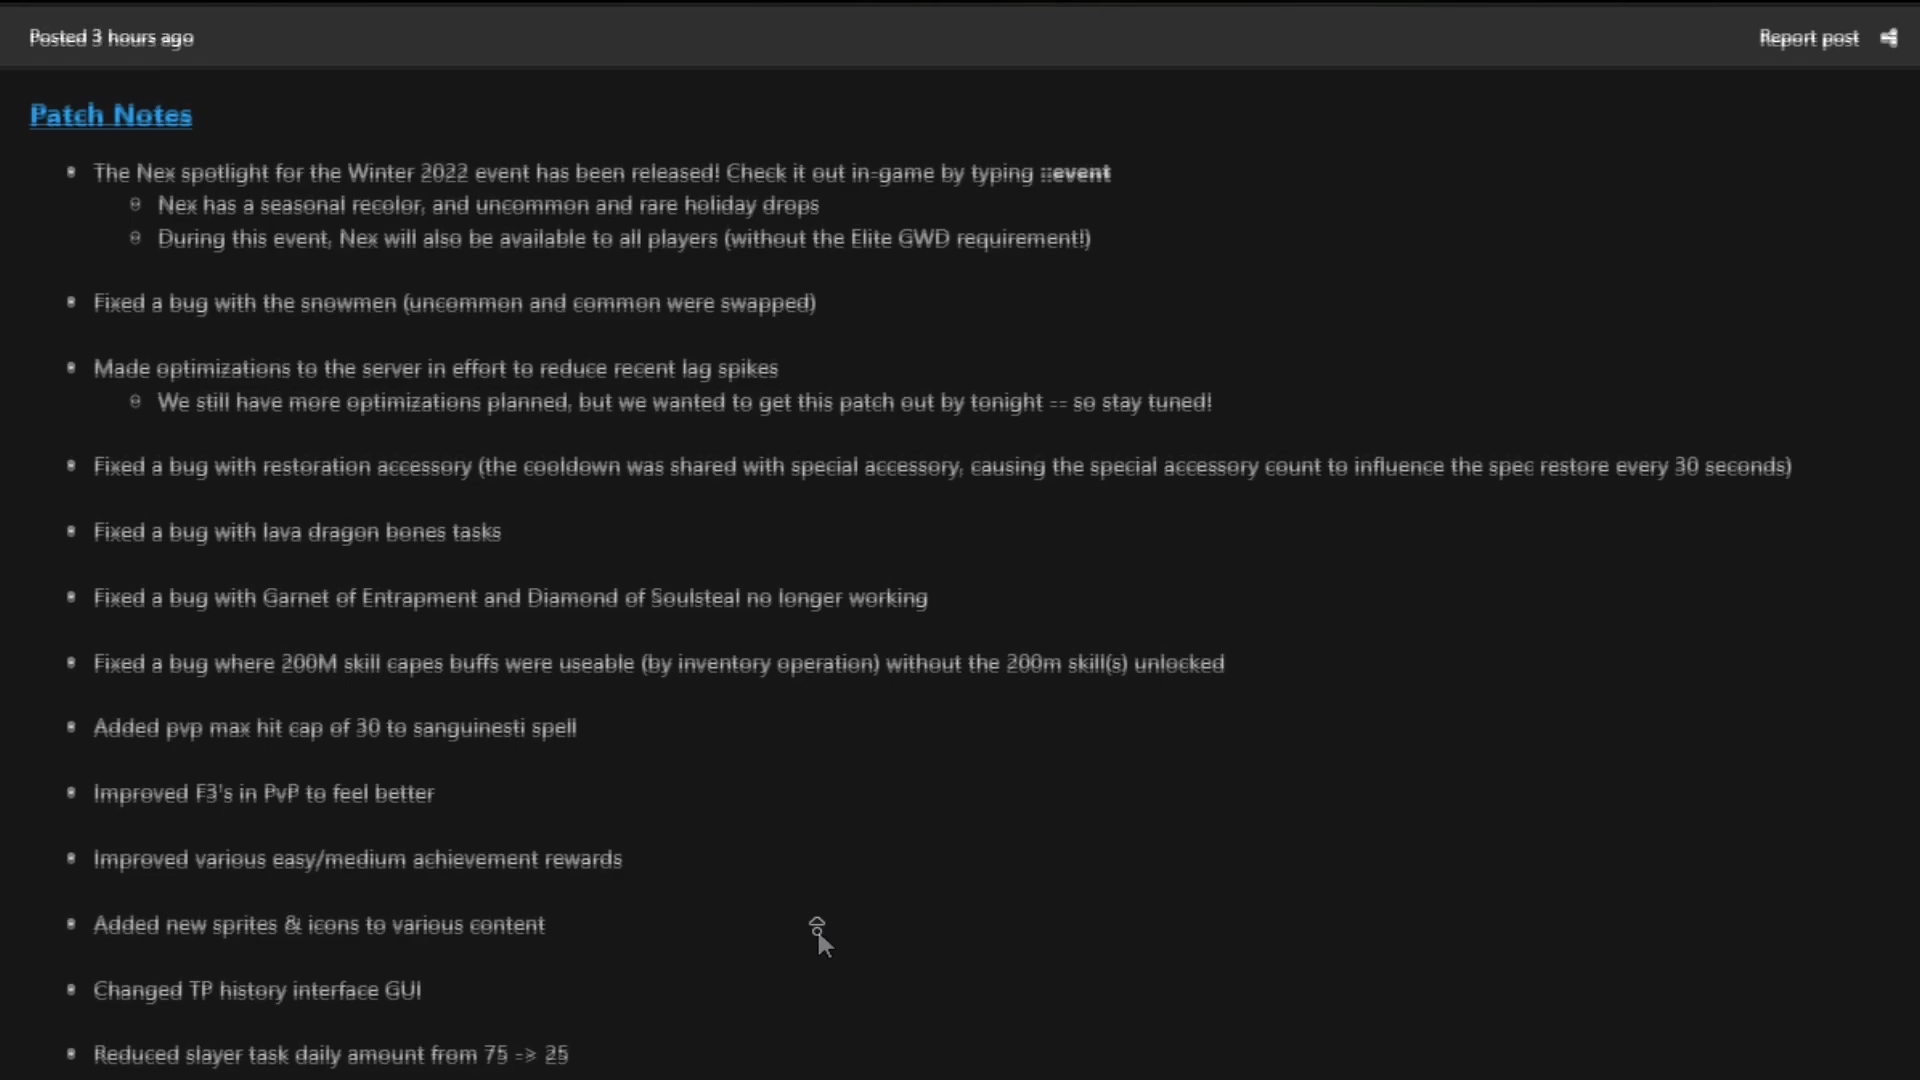 Posted 3 hours ago
Report post
Patch Notes
The Nex spotlight for the Winter 2022 event has been released! Check it out in-game by typing ::event
Nex has a seasonal recolor, and uncommon and rare holiday drops
During this event, Nex will also be available to all players (without the Elite GWD requirement!)
Fixed a bug with the snowmen (uncommon and common were swapped)
Made optimizations to the server in effort to reduce recent lag spikes
We still have more optimizations planned, but we wanted to get this patch out by tonight -- so stay tuned!
Fixed a bug with restoration accessory (the cooldown was shared with special accessory, causing the special accessory count to influence the spec restore every 30 seconds)
Fixed a bug with lava dragon bones tasks
Fixed a bug with Garnet of Entrapment and Diamond of Soulsteal no longer working
Fixed a bug where 200M skill capes buffs were useable (by inventory operation) without the 200m skill(s) unlocked
Added pvp max hit cap of 30 to sanguinesti spell
Improved F3's in PvP to feel better
Improved various easy/medium achievement rewards
Added new sprites & icons to various content
Changed TP history interface GUI
Reduced slayer task daily amount from 75 -> 25